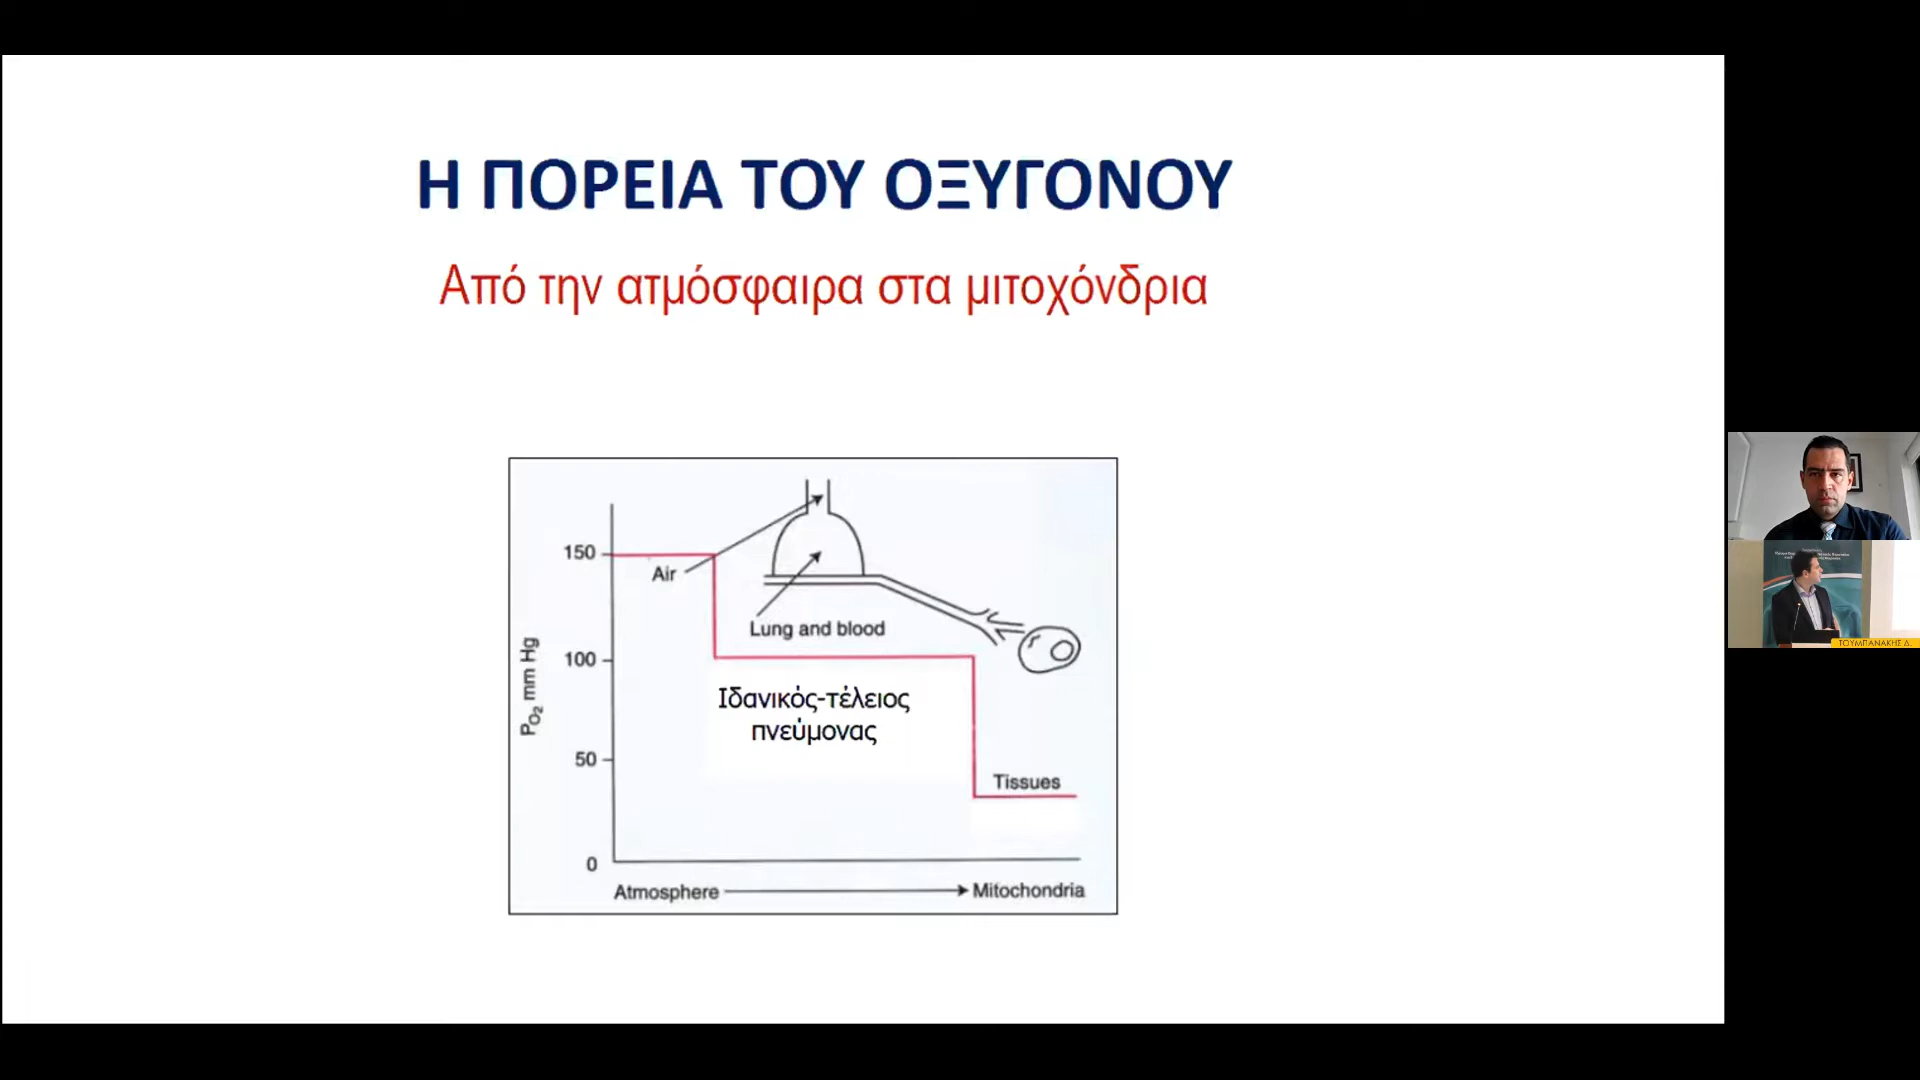 Η ΠΟΡΕΙΑ ΤΟΥ ΟΞΥΓΟΝΟΥ
Από την ατμόσφαιρα στα μιτοχόνδρια
150
Air
Lung and blood
100
Ιδανικός-τέλειος
πνεύμονας
50
Tissues
0
PO2 mm Hg
Atmosphere
Mitochondria
ΤΟΥΜΠΑΝΑΚΗΣ Δ.